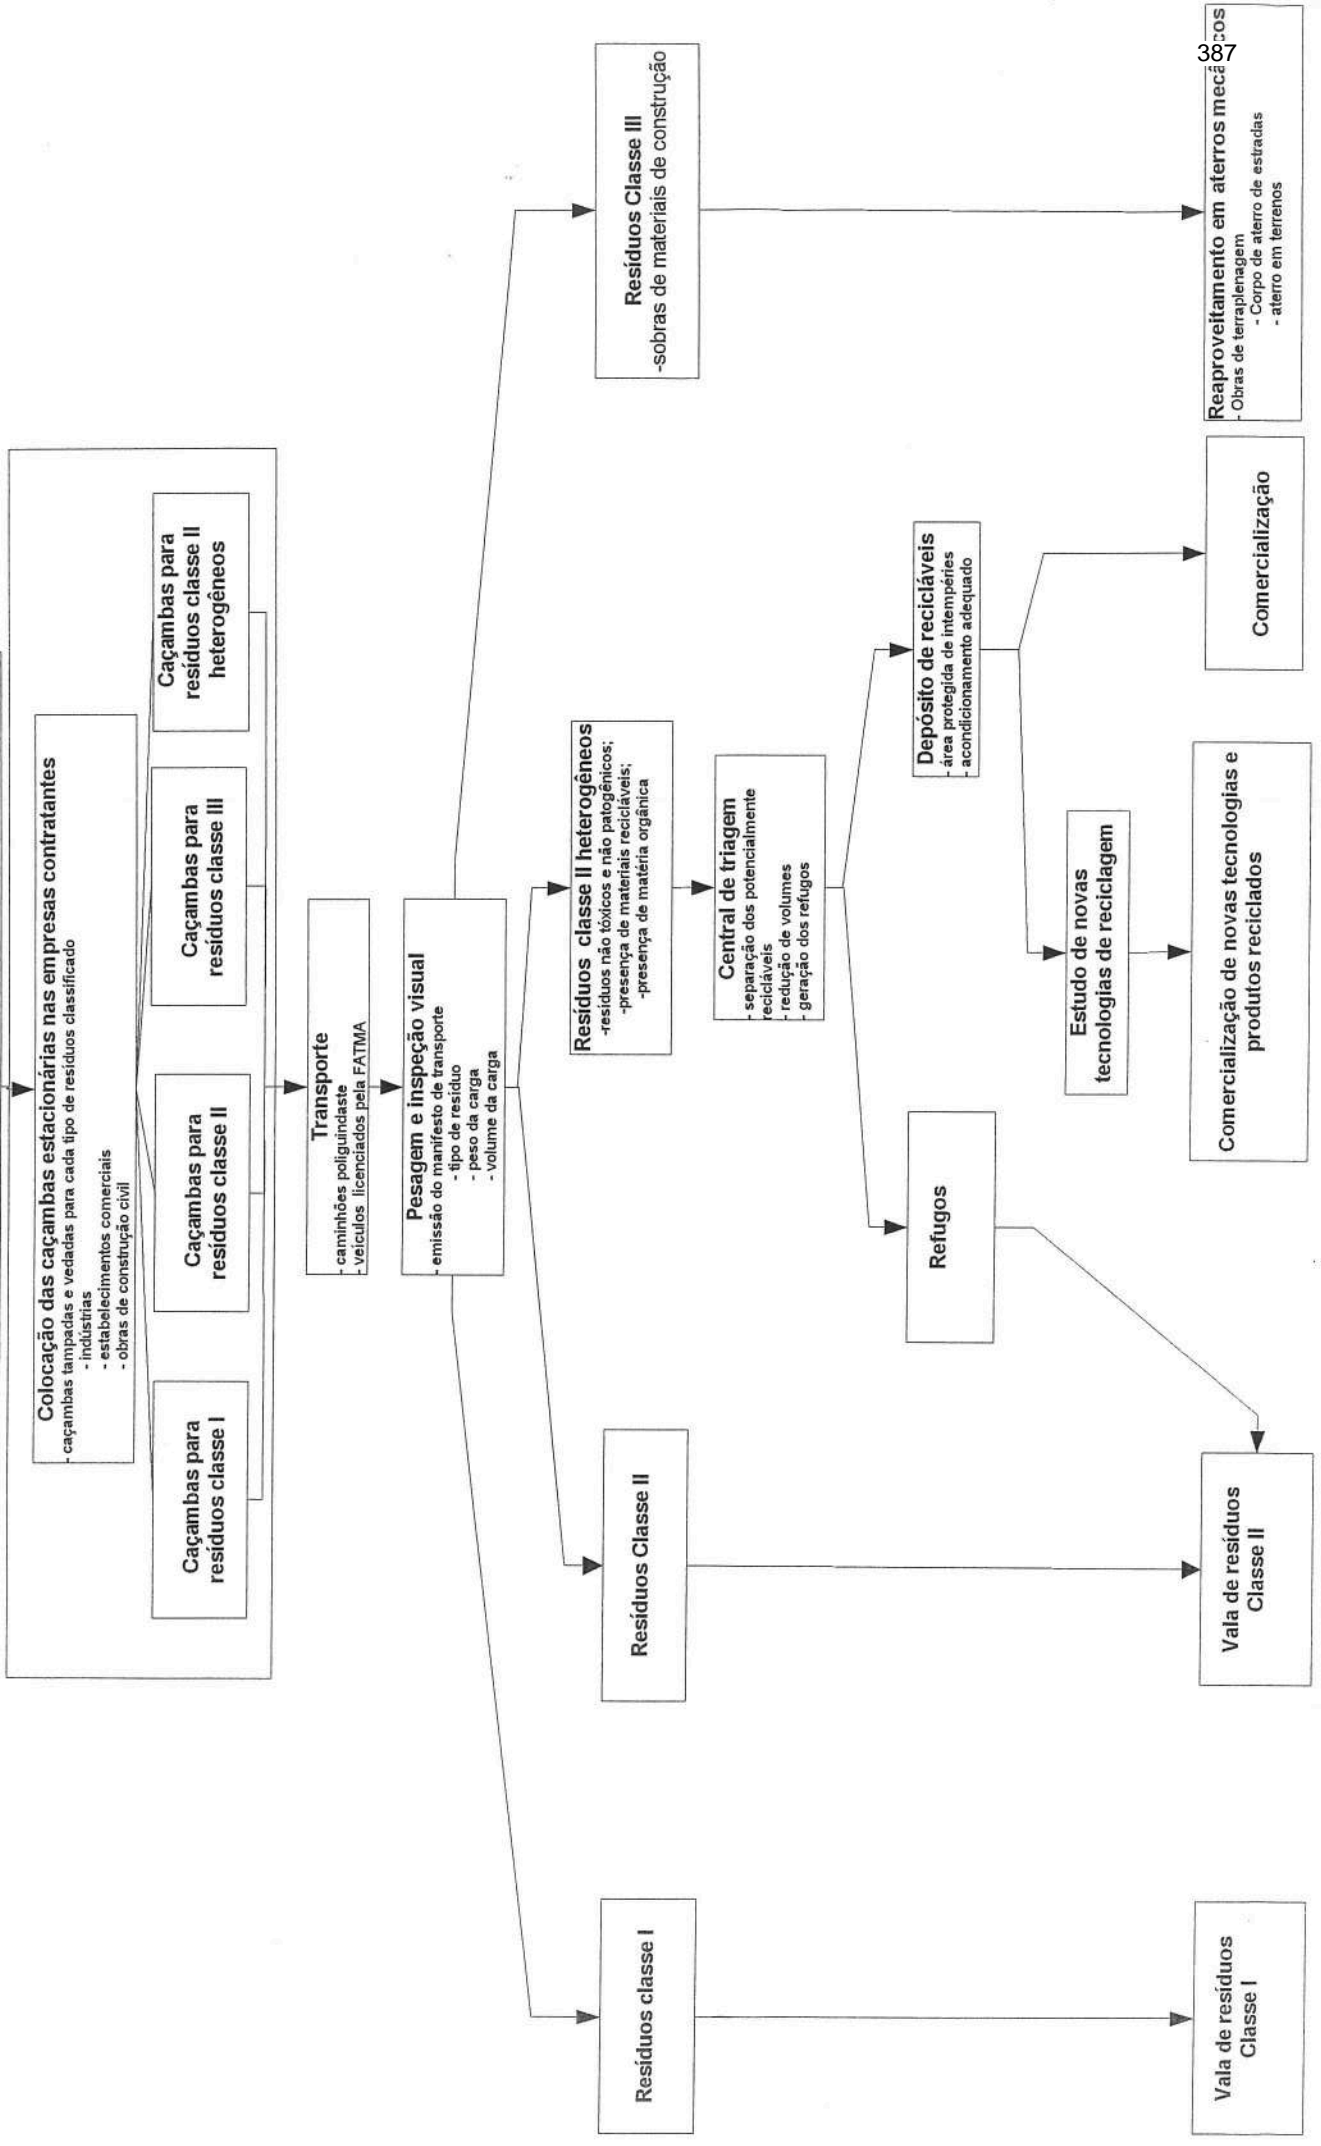 387
Colocação das caçambas estacionárias nas empresas contratantes
- caçambas tampadas e vedadas para cada tipo de resíduos classificado
- indústrias
- estabelecimentos comerciais
- obras de construção civil
Caçambas para
resíduos classe I
Caçambas para
resíduos classe II
Caçambas para
resíduos classe III
Caçambas para
resíduos classe II
heterogêneos
Transporte
- caminhões poliguindaste
- veículos licenciados pela FATMA
Pesagem e inspeção visual
- emissão do manifesto de transporte
- tipo de resíduo
- peso da carga
- volume da carga
Resíduos classe I
Resíduos Classe II
Resíduos classe II heterogêneos
-resíduos não tóxicos e não patogênicos;
-presença de materiais recicláveis;
-presença de matéria orgânica
Resíduos Classe III
-sobras de materiais de construção
Central de triagem
- separação dos potencialmente
recicláveis
- redução de volumes
- geração dos refugos
Refugos
Depósito de recicláveis
- área protegida de intempéries
- acondicionamento adequado
Estudo de novas
tecnologias de reciclagem
Vala de resíduos
Classe I
Vala de resíduos
Classe II
Comercialização de novas tecnologias e
produtos reciclados
Comercialização
Reaproveitamento em aterros mecânicos
- Obras de terraplenagem
- Corpo de aterro de estradas
- aterro em terrenos